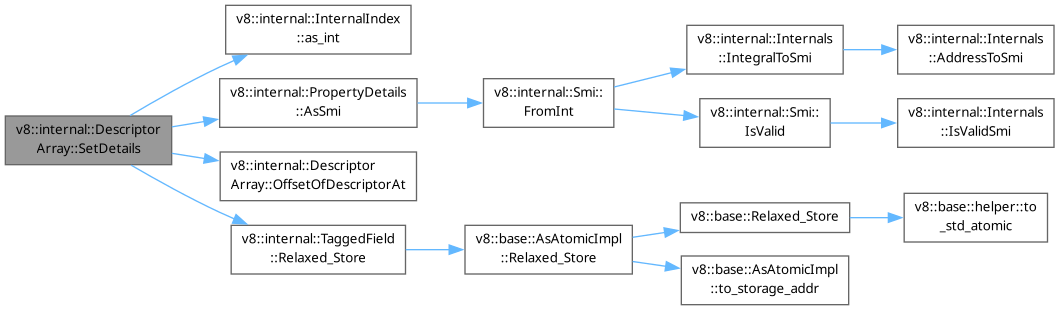 v8::internal::Descriptor
Array::SetDetails
v8::internal::InternalIndex
::as_int
v8::internal::PropertyDetails
::AsSmi
v8::internal::Smi::
FromInt
v8::internal::Internals
::IntegralToSmi
v8::internal::Internals
::AddressToSmi
v8::internal::Smi::
IsValid
v8::internal::Internals
::IsValidSmi
v8::internal::Descriptor
Array::OffsetOfDescriptorAt
v8::internal::TaggedField
::Relaxed_Store
v8::base::AsAtomicImpl
::Relaxed_Store
v8::base::Relaxed_Store
v8::base::helper::to
_std_atomic
v8::base::AsAtomicImpl
::to_storage_addr